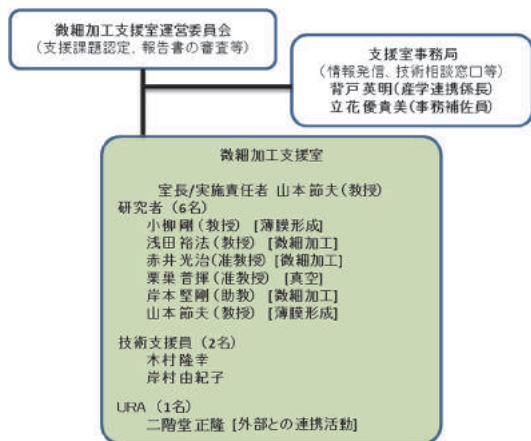 微細加工支援室運営委員会
(支援課題認定、報告書の審査等)
支援室事務局
(情報発信、技術相談窓口等)
背戸英明(産学連携係長)
立花優貴美(事務補佐員)
微細加工支援室
室長/実施責任者 山本節夫(教授)
研究者(6名)
小柳剛(教授) [薄膜形成]
浅田裕法(教授) [微細加工]
赤井光治(准教授) [微細加工]
栗巣普揮(准教授) [真空]
岸本堅剛(助教) [微細加工]
山本節夫(教授) [薄膜形成]
技術支援員(2名)
木村隆幸
岸村由紀子
URA(1名)
二階堂正隆 [外部との連携活動]